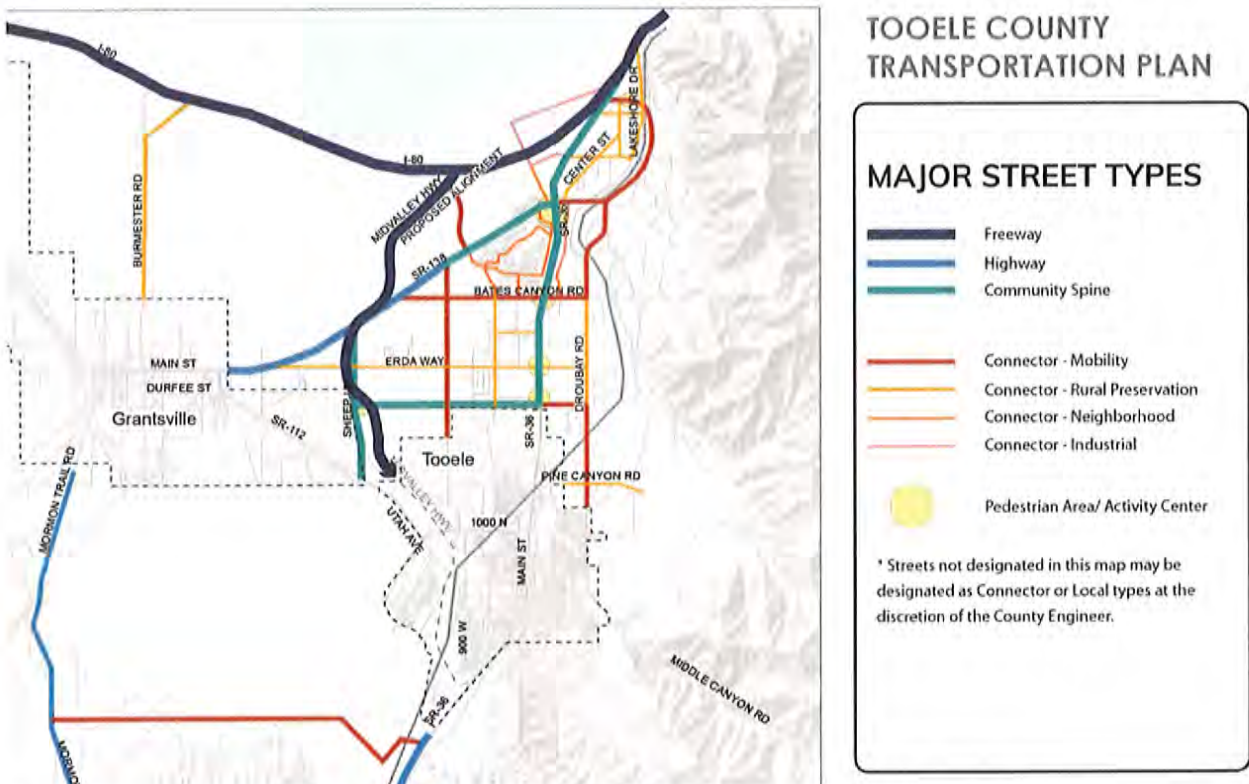 TOOELE COUNTY
TRANSPORTATION PLAN
MAJOR STREET TYPES
Freeway
Highway
Community Spine
Connector - Mobility
Connector - Rural Preservation
Connector - Neighborhood
Connector - Industrial
Pedestrian Area/ Activity Center
* Streets not designated in this map may be
designated as Connector or Local types at the
discretion of the County Engineer.
I-80
LAKESHORE DR
CENTER ST
I-80
MIDVALLEY HWY
PROPOSED ALIGNMENT
BURMESTER RD
SR-36
SR-138
BATES CANYON RD
MAIN ST
ERDA WAY
DROUBAY RD
DURFEE ST
SHEEP
Grantsville
SR-112
SR-36
Tooele
PINE CANYON RD
MORMON TRAIL RD
MIDVALLEY HWY
UTAH AVE
1000 N
MAIN ST
900 W
MIDDLE CANYON RD
SR-36
MORMO